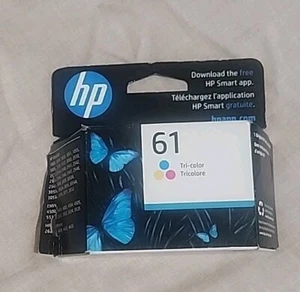 hp
Download the free
HP Smart app.
Téléchargez l'application
HP Smart gratuite.
hpapp.com
61
Tri-color
Tricolore